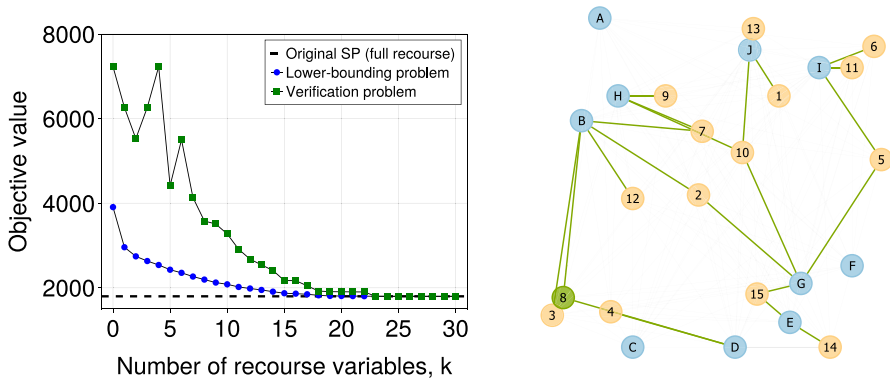 8000
6000
4000
2000
Objective value
Original SP (full recourse)
Lower-bounding problem
Verification problem
0 5 10 15 20 25 30
Number of recourse variables, k
A
13
J
6
I
11
H
9
1
B
7
10
5
12
2
F
G
8
15
3
4
E
C
D
14